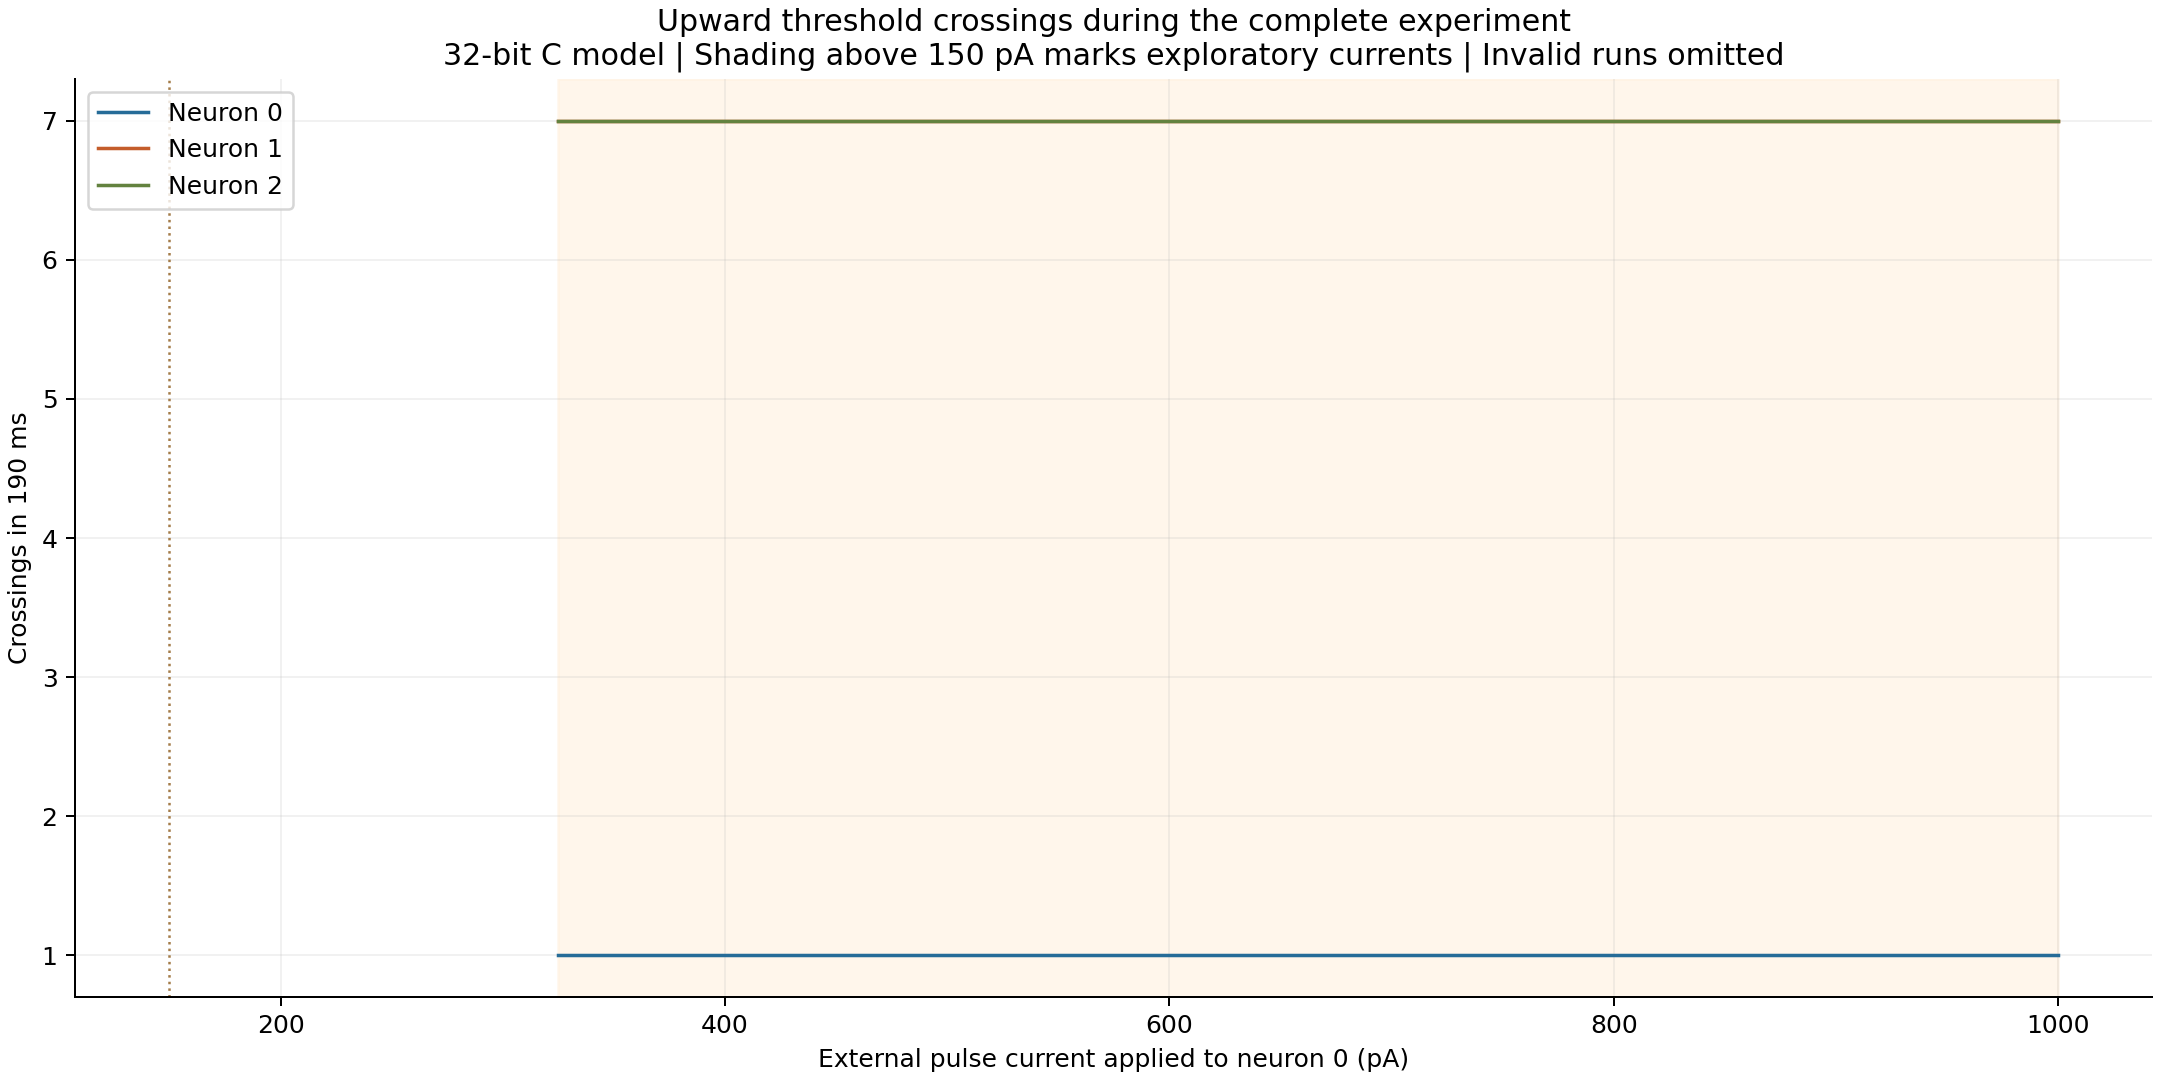 Upward threshold crossings during the complete experiment
32-bit C model | Shading above 150 pA marks exploratory currents | Invalid runs omitted
Neuron 0
Neuron 1
Neuron 2
7
6
5
4
3
2
1
Crossings in 190 ms
200
400
600
800
1000
External pulse current applied to neuron 0 (pA)